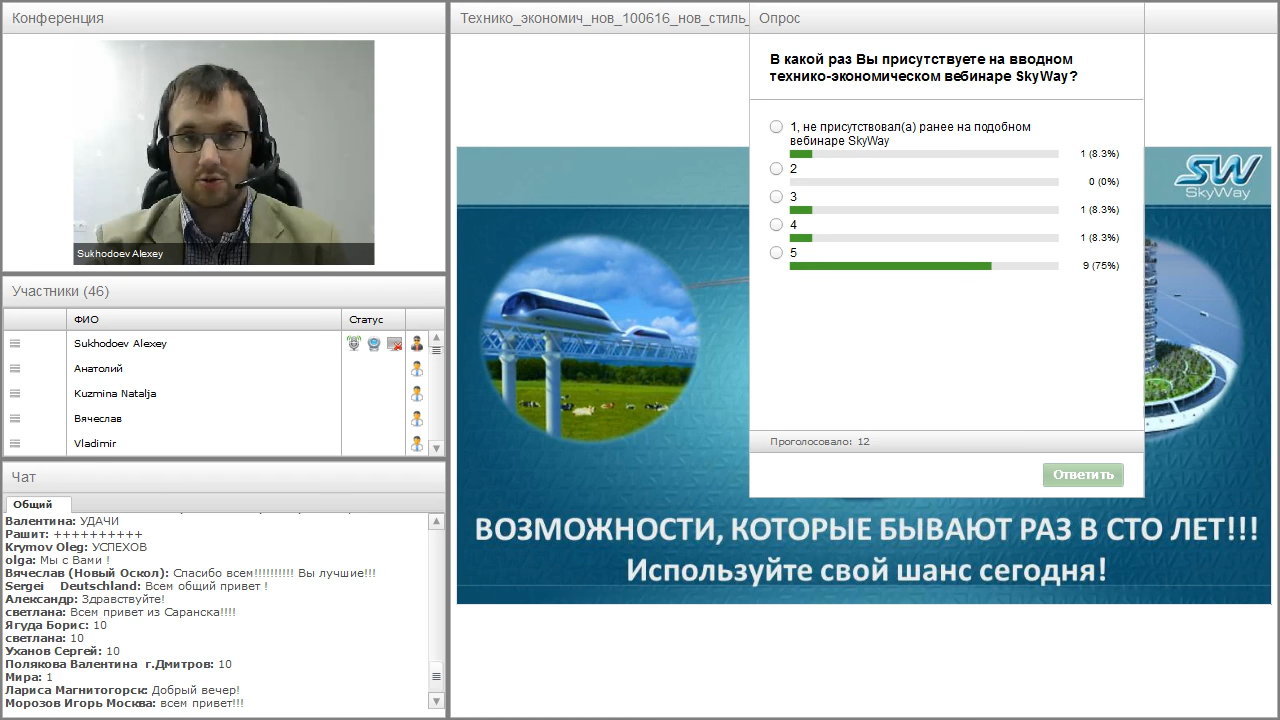 Конференция
Sukhodoev Alexey
Участники (46)
ФИО
Статус
Sukhodoev Alexey
Анатолий
Kuzmina Natalja
Вячеслав
Vladimir
Чат
Общий
Валентина: УДАЧИ
Рашит: ++++++++++
Krymov Oleg: УСПЕХОВ
olga: Мы с Вами !
Вячеслав (Новый Оскол): Спасибо всем!!!!!!!!!! Вы лучшие!!!
Sergei Deutschland: Всем общий привет !
Александр: Здравствуйте!
светлана: Всем привет из Саранска!!!!
Ягуда Борис: 10
светлана: 10
Уханов Сергей: 10
Полякова Валентина г.Дмитров: 10
Мира: 1
Лариса Магнитогорск: Добрый вечер!
Морозов Игорь Москва: всем привет!!!
Технико_экономич_нов_100616_нов_стиль_
Опрос
В какой раз Вы присутствуете на вводном
технико-экономическом вебинаре SkyWay?
1, не присутствовал(а) ранее на подобном
вебинаре SkyWay
1 (8.3%)
2
0 (0%)
3
1 (8.3%)
4
1 (8.3%)
5
9 (75%)
Проголосовало: 12
Ответить
SW
SkyWay
ВОЗМОЖНОСТИ, КОТОРЫЕ БЫВАЮТ РАЗ В СТО ЛЕТ!!!
Используйте свой шанс сегодня!